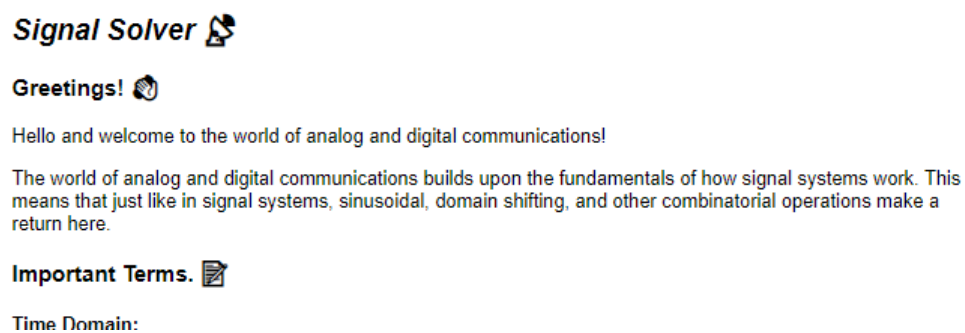 Signal Solver
Greetings!
Hello and welcome to the world of analog and digital communications!
The world of analog and digital communications builds upon the fundamentals of how signal systems work. This
means that just like in signal systems, sinusoidal, domain shifting, and other combinatorial operations make a
return here.
Important Terms.
Time Domain: